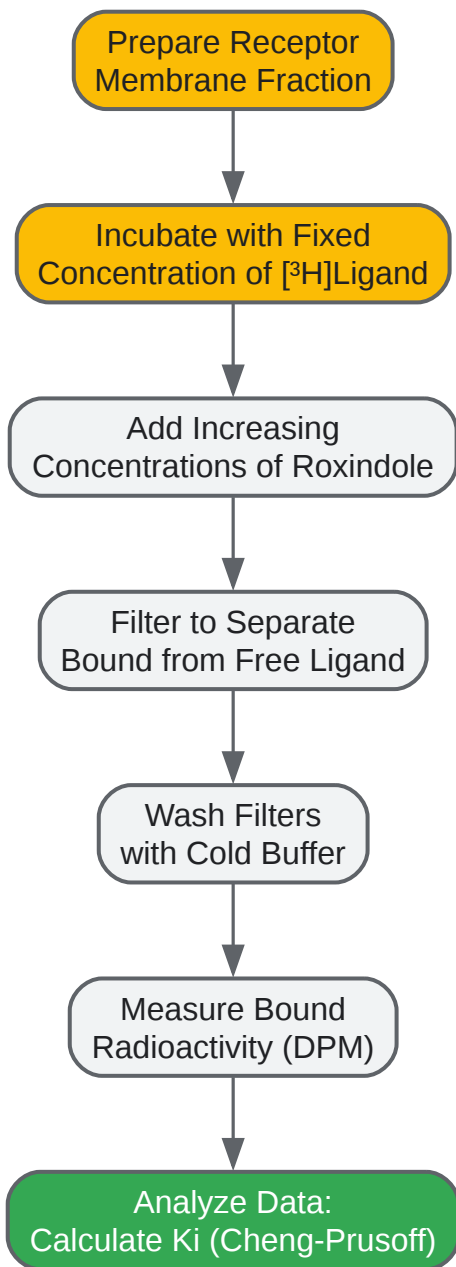 Prepare Receptor
Membrane Fraction
Incubate with Fixed
Concentration of [³H]Ligand
Add Increasing
Concentrations of Roxindole
Filter to Separate
Bound from Free Ligand
Wash Filters
with Cold Buffer
Measure Bound
Radioactivity (DPM)
Analyze Data:
Calculate Ki (Cheng-Prusoff)